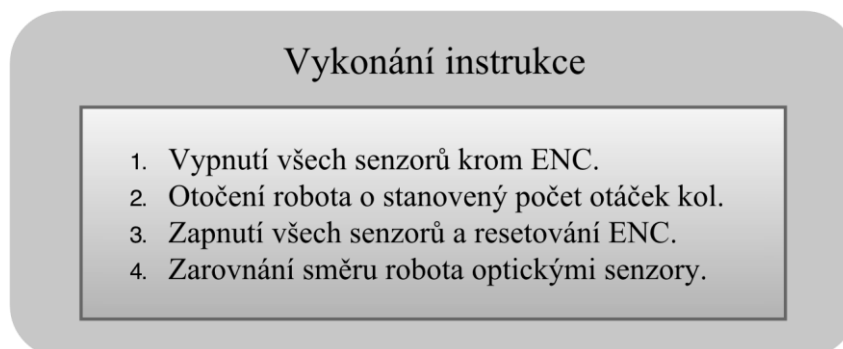 Vykonání instrukce
1. Vypnutí všech senzorů krom ENC.
2. Otočení robota o stanovený počet otáček kol.
3. Zapnutí všech senzorů a resetování ENC.
4. Zarovnání směru robota optickými senzory.